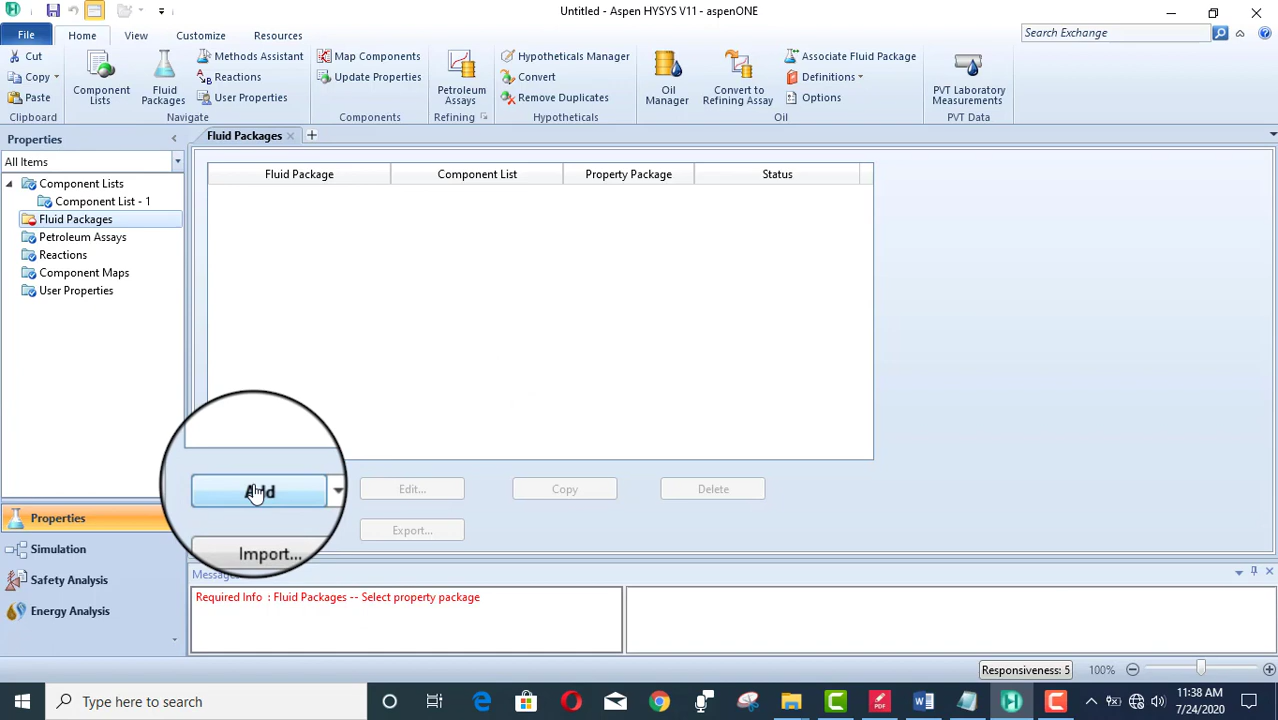 Untitled - Aspen HYSYS V11 - aspenONE
File Home View Customize Resources Search Exchange
Cut Copy Paste Clipboard
Component Lists Fluid Packages Methods Assistant Reactions User Properties Navigate
Map Components Update Properties Components
Petroleum Assays Refining
Hypotheticals Manager Convert Remove Duplicates Hypotheticals
Oil Manager Convert to Refining Assay Associate Fluid Package Definitions Options Oil
PVT Laboratory Measurements PVT Data
Properties
All Items
Component Lists
Component List - 1
Fluid Packages
Petroleum Assays
Reactions
Component Maps
User Properties
Properties
Simulation
Safety Analysis
Energy Analysis
Fluid Packages
Fluid Package Component List Property Package Status
Add Edit... Copy Delete
Import... Export...
Messages
Required Info : Fluid Packages -- Select property package
Responsiveness: 5 100%
Type here to search
11:38 AM
7/24/2020